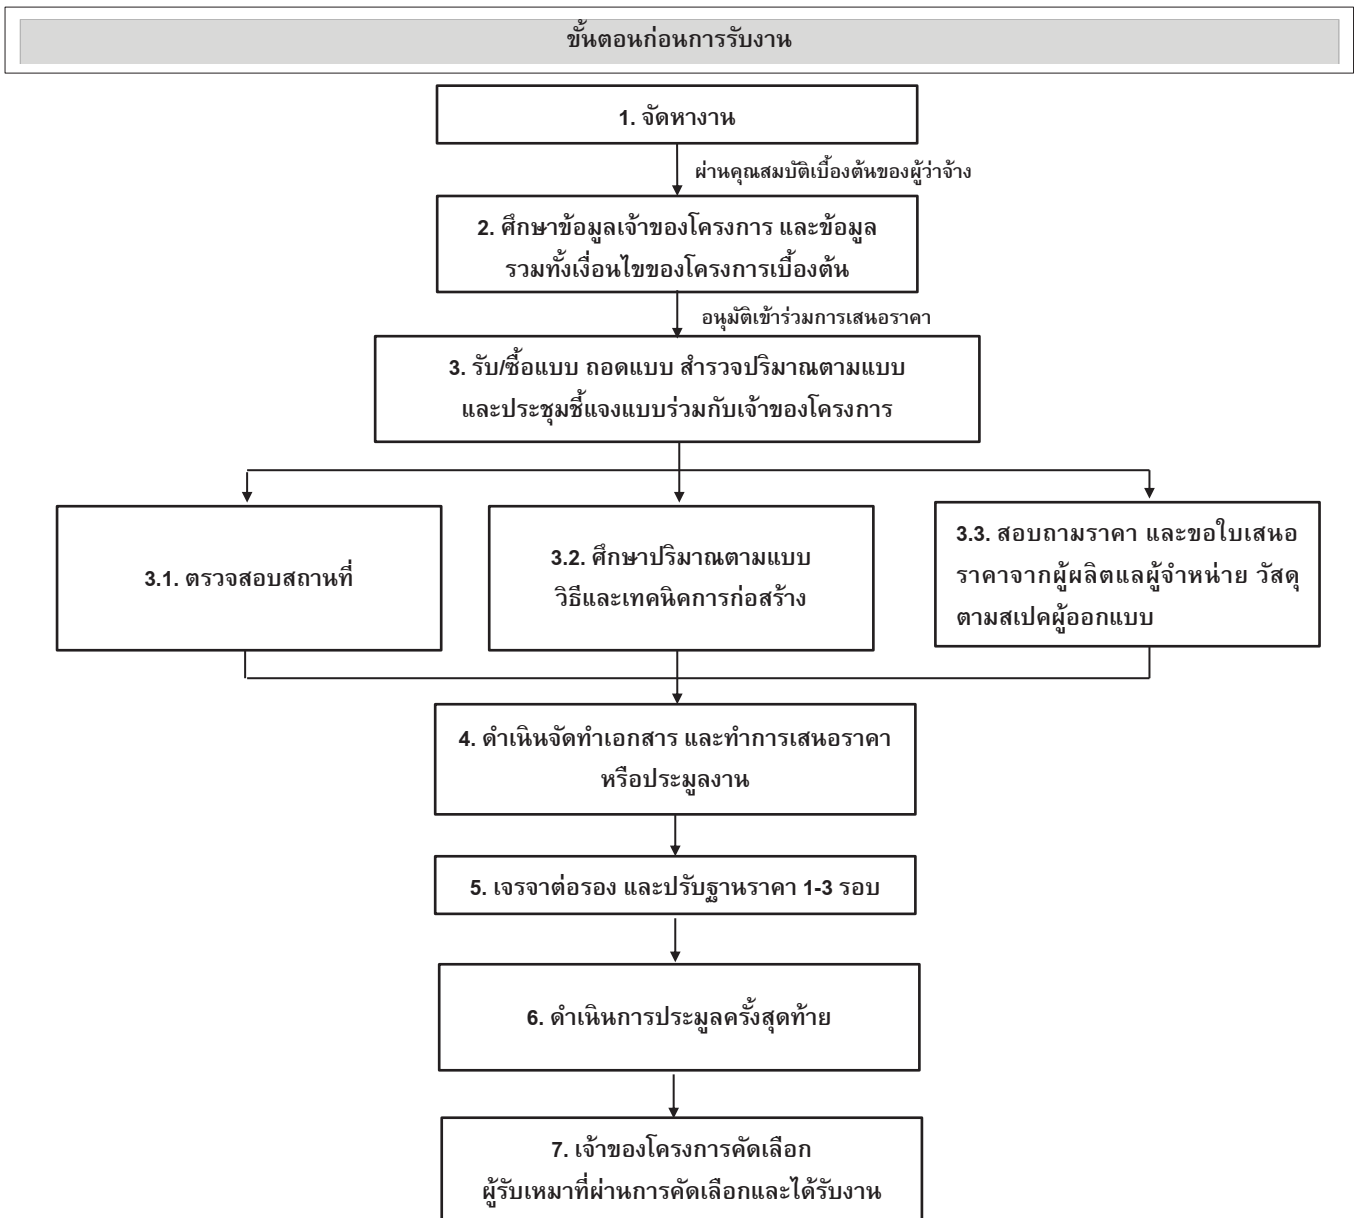 ขั้นตอนก่อนการรับงาน
1. จัดหางาน
ผ่านคุณสมบัติเบื้องต้นของผู้ว่าจ้าง
2. ศึกษาข้อมูลเจ้าของโครงการ และข้อมูล
รวมทั้งเงื่อนไขของโครงการเบื้องต้น
อนุมัติเข้าร่วมการเสนอราคา
3. รับ/ซื้อแบบ ถอดแบบ สำรวจปริมาณตามแบบ
และประชุมชี้แจงแบบร่วมกับเจ้าของโครงการ
3.1. ตรวจสอบสถานที่
3.2. ศึกษาปริมาณตามแบบ
วิธีและเทคนิคการก่อสร้าง
3.3. สอบถามราคา และขอใบเสนอ
ราคาจากผู้ผลิตแลผู้จำหน่าย วัสดุ
ตามสเปคผู้ออกแบบ
4. ดำเนินจัดทำเอกสาร และทำการเสนอราคา
หรือประมูลงาน
5. เจรจาต่อรอง และปรับฐานราคา 1-3 รอบ
6. ดำเนินการประมูลครั้งสุดท้าย
7. เจ้าของโครงการคัดเลือก
ผู้รับเหมาที่ผ่านการคัดเลือกและได้รับงาน